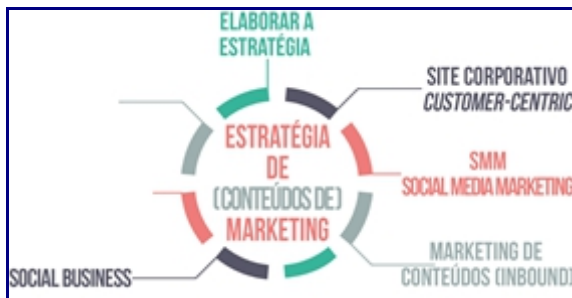 ELABORAR A
ESTRATÉGIA
SITE CORPORATIVO
CUSTOMER-CENTRIC
ESTRATÉGIA
DE
(CONTEÚDOS DE)
MARKETING
SMM
SOCIAL MEDIA MARKETING
MARKETING DE
CONTEÚDOS (INBOUND)
SOCIAL BUSINESS